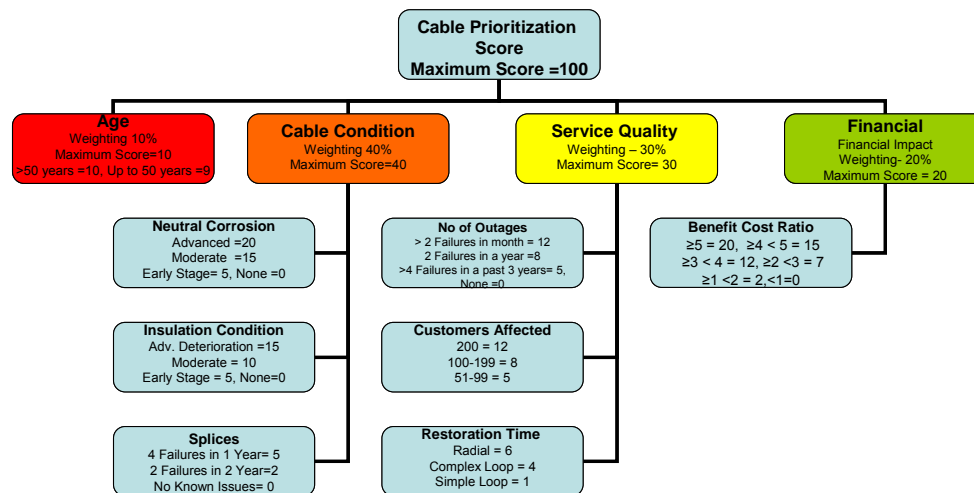 Cable Prioritization
Score
Maximum Score =100
Age
Weighting 10%
Maximum Score=10
>50 years =10, Up to 50 years =9
Cable Condition
Weighting 40%
Maximum Score=40
Neutral Corrosion
Advanced =20
Moderate =15
Early Stage= 5, None =0
Insulation Condition
Adv. Deterioration =15
Moderate = 10
Early Stage = 5, None=0
Splices
4 Failures in 1 Year= 5
2 Failures in 2 Year=2
No Known Issues= 0
Service Quality
Weighting – 30%
Maximum Score= 30
No of Outages
> 2 Failures in month = 12
2 Failures in a year =8
>4 Failures in a past 3 years= 5,
None =0
Customers Affected
200 = 12
100-199 = 8
51-99 = 5
Restoration Time
Radial = 6
Complex Loop = 4
Simple Loop = 1
Financial
Financial Impact
Weighting- 20%
Maximum Score = 20
Benefit Cost Ratio
≥5 = 20, ≥4 < 5 = 15
≥3 < 4 = 12, ≥2 <3 = 7
≥1 <2 = 2,<1=0